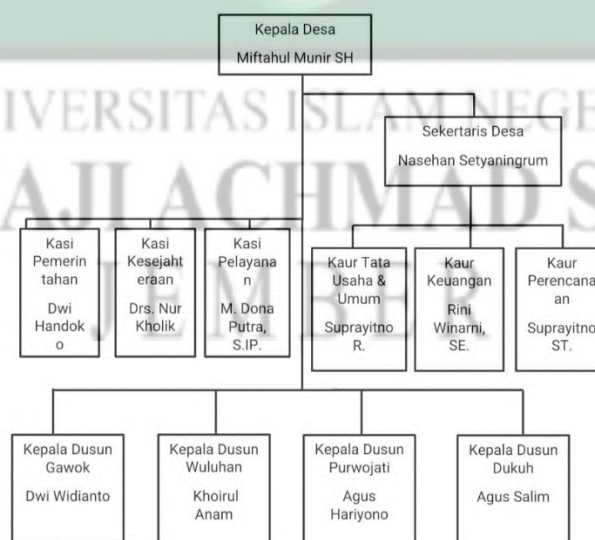 Kepala Desa
Miftahul Munir SH
IVERSITAS ISLAM NEGE
Sekertaris Desa
Nasehan Setyaningrum
AJI ACHMAD S
JEMBER
Kasi
Pemerin
tahan
Dwi
Handok
o
Kasi
Kesejaht
eraan
Drs. Nur
Kholik
Kasi
Pelayana
n
M. Dona
Putra,
S.IP.
Kaur Tata
Usaha &
Umum
Suprayitno
R.
Kaur
Keuangan
Rini
Winarni,
SE.
Kaur
Perencana
an
Suprayitno
ST.
Kepala Dusun
Gawok
Dwi Widianto
Kepala Dusun
Wuluhan
Khoirul
Anam
Kepala Dusun
Purwojati
Agus
Hariyono
Kepala Dusun
Dukuh
Agus Salim